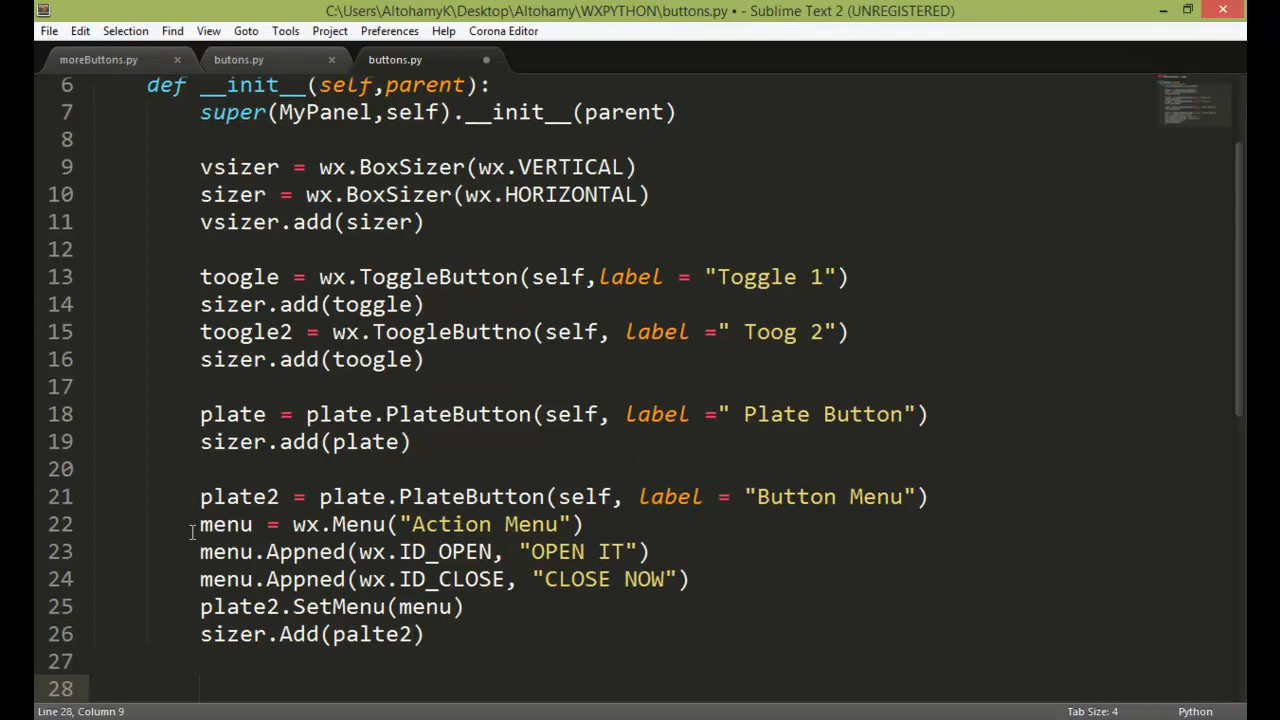 C:\Users\AltohamyK\Desktop\Altohamy\WXPYTHON\buttons.py • - Sublime Text 2 (UNREGISTERED)
File Edit Selection Find View Goto Tools Project Preferences Help Corona Editor
moreButtons.py × butons.py × buttons.py
6 def __init__(self,parent):
7 super(MyPanel,self).__init__(parent)
8
9 vsizer = wx.BoxSizer(wx.VERTICAL)
10 sizer = wx.BoxSizer(wx.HORIZONTAL)
11 vsizer.add(sizer)
12
13 toogle = wx.ToggleButton(self,label = "Toggle 1")
14 sizer.add(toggle)
15 toogle2 = wx.ToogleButtno(self, label =" Toog 2")
16 sizer.add(toogle)
17
18 plate = plate.PlateButton(self, label =" Plate Button")
19 sizer.add(plate)
20
21 plate2 = plate.PlateButton(self, label = "Button Menu")
22 menu = wx.Menu("Action Menu")
23 menu.Appned(wx.ID_OPEN, "OPEN IT")
24 menu.Appned(wx.ID_CLOSE, "CLOSE NOW")
25 plate2.SetMenu(menu)
26 sizer.Add(palte2)
27
28
Line 28, Column 9 Tab Size: 4 Python